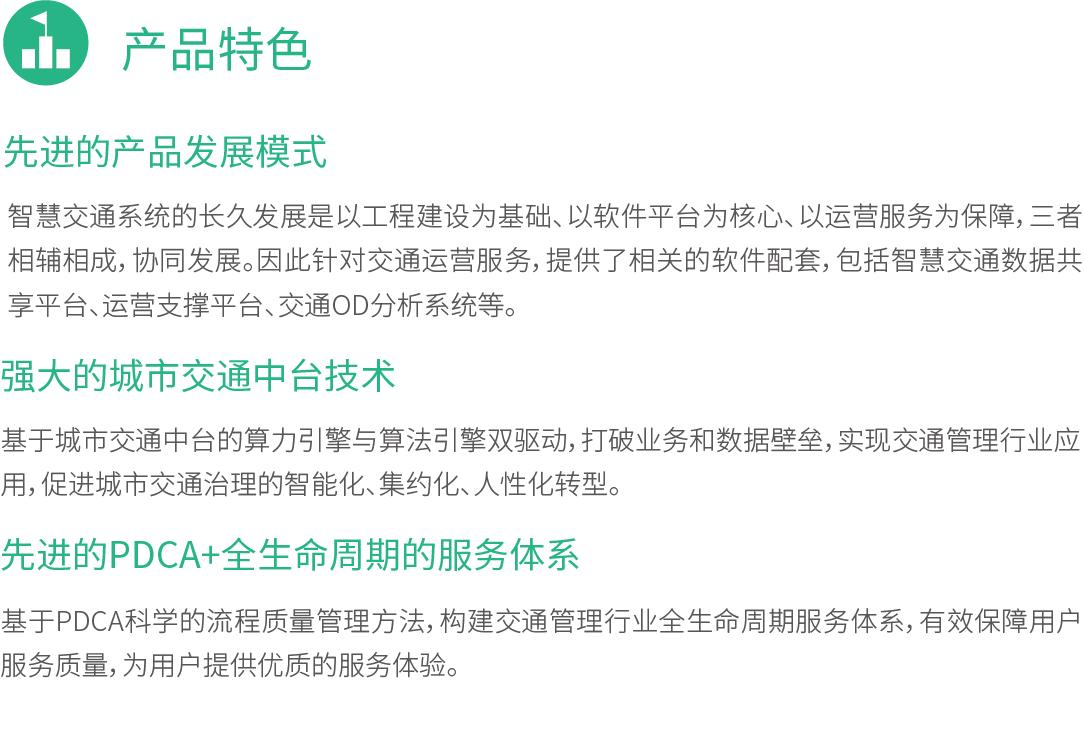 产品特色
先进的产品发展模式
智慧交通系统的长久发展是以工程建设为基础、以软件平台为核心、以运营服务为保障，三者
相辅相成，协同发展。因此针对交通运营服务，提供了相关的软件配套，包括智慧交通数据共
享平台、运营支撑平台、交通OD分析系统等。
强大的城市交通中台技术
基于城市交通中台的算力引擎与算法引擎双驱动，打破业务和数据壁垒，实现交通管理行业应
用，促进城市交通治理的智能化、集约化、人性化转型。
先进的PDCA+全生命周期的服务体系
基于PDCA科学的流程质量管理方法，构建交通管理行业全生命周期服务体系，有效保障用户
服务质量，为用户提供优质的服务体验。